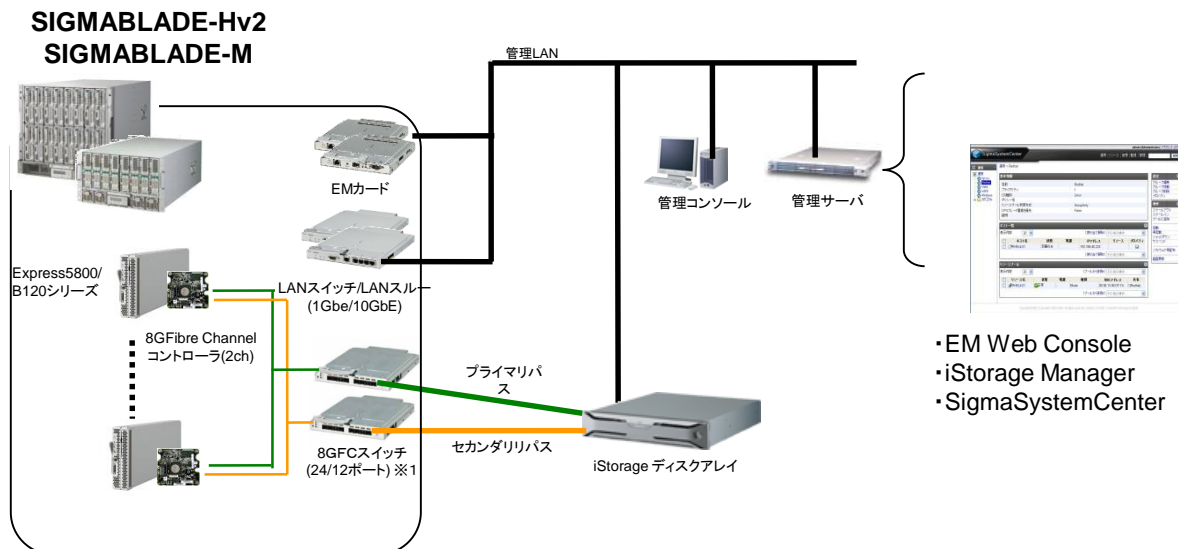 SIGMABLADE-Hv2
SIGMABLADE-M
管理LAN
EMカード
管理コンソール
管理サーバ
SigmaSystemCenter
Express5800/
B120シリーズ
LANスイッチ/LANスルー
(1Gbe/10GbE)
8GFibre Channel
コントローラ(2ch)
プライマリパ
ス
セカンダリパス
8GFCスイッチ
(24/12ポート) ※1
iStorage ディスクアレイ
・EM Web Console
・iStorage Manager
・SigmaSystemCenter